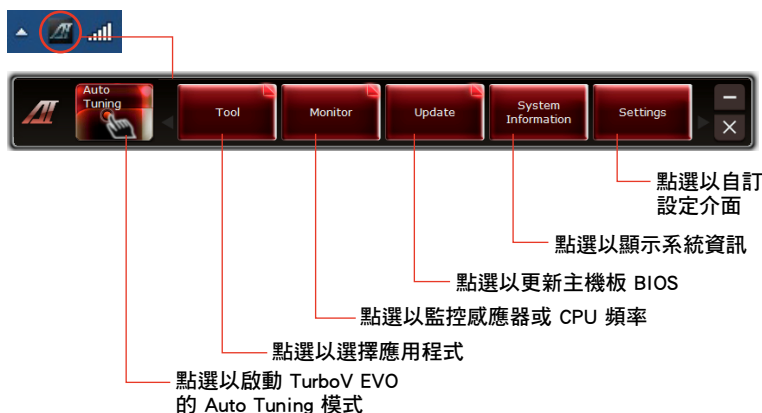 Auto
Tuning
Tool
Monitor
Update
System
Information
Settings
點選以自訂
設定介面
點選以顯示系統資訊
點選以更新主機板 BIOS
點選以監控感應器或 CPU 頻率
點選以選擇應用程式
點選以啟動 TurboV EVO
的 Auto Tuning 模式